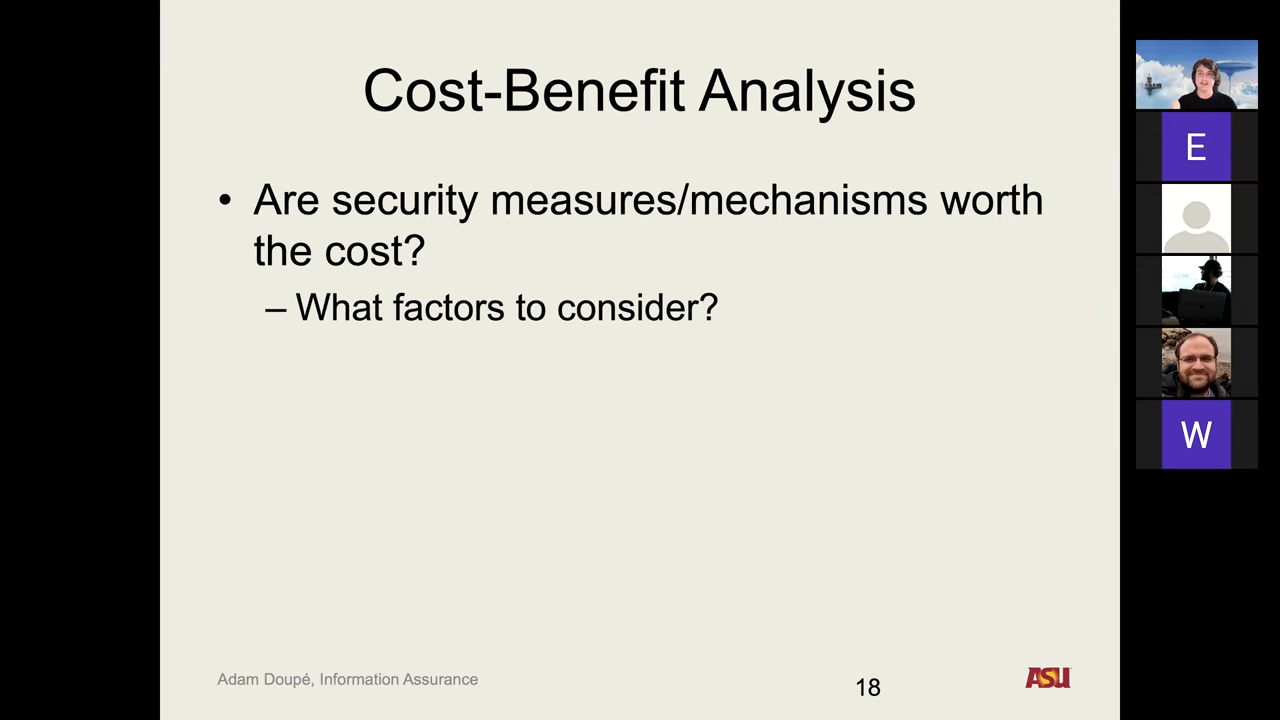 Cost-Benefit Analysis
• Are security measures/mechanisms worth
the cost?
– What factors to consider?
Adam Doupé, Information Assurance
18
ASU
E
W